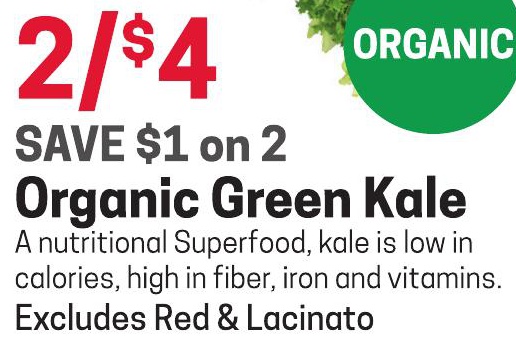 2/$4
ORGANIC
SAVE $1 on 2
Organic Green Kale
A nutritional Superfood, kale is low in
calories, high in fiber, iron and vitamins.
Excludes Red & Lacinato